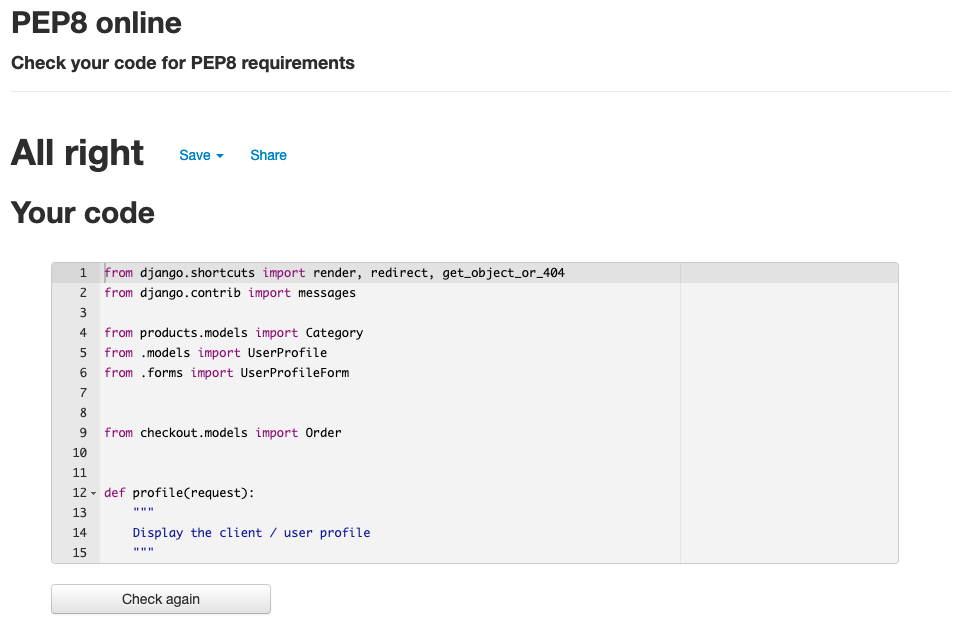 PEP8 online
Check your code for PEP8 requirements
All right Save Share
Your code
1 from django.shortcuts import render, redirect, get_object_or_404
2 from django.contrib import messages
3
4 from products.models import Category
5 from .models import UserProfile
6 from .forms import UserProfileForm
7
8
9 from checkout.models import Order
10
11
12 def profile(request):
13 """
14 Display the client / user profile
15 """
Check again